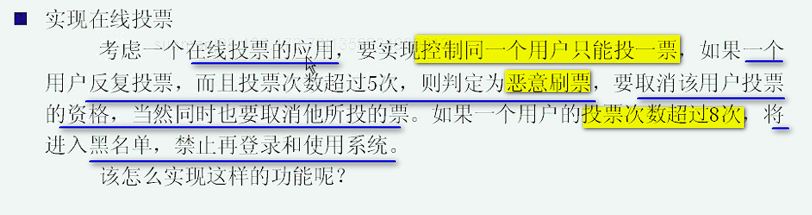 实现在线投票
考虑一个在线投票的应用，要实现控制同一个用户只能投一票，如果一个
用户反复投票，而且投票次数超过5次，则判定为恶意刷票，要取消该用户投票
的资格，当然同时也要取消他所投的票。如果一个用户的投票次数超过8次，将
进入黑名单，禁止再登录和使用系统。
该怎么实现这样的功能呢？